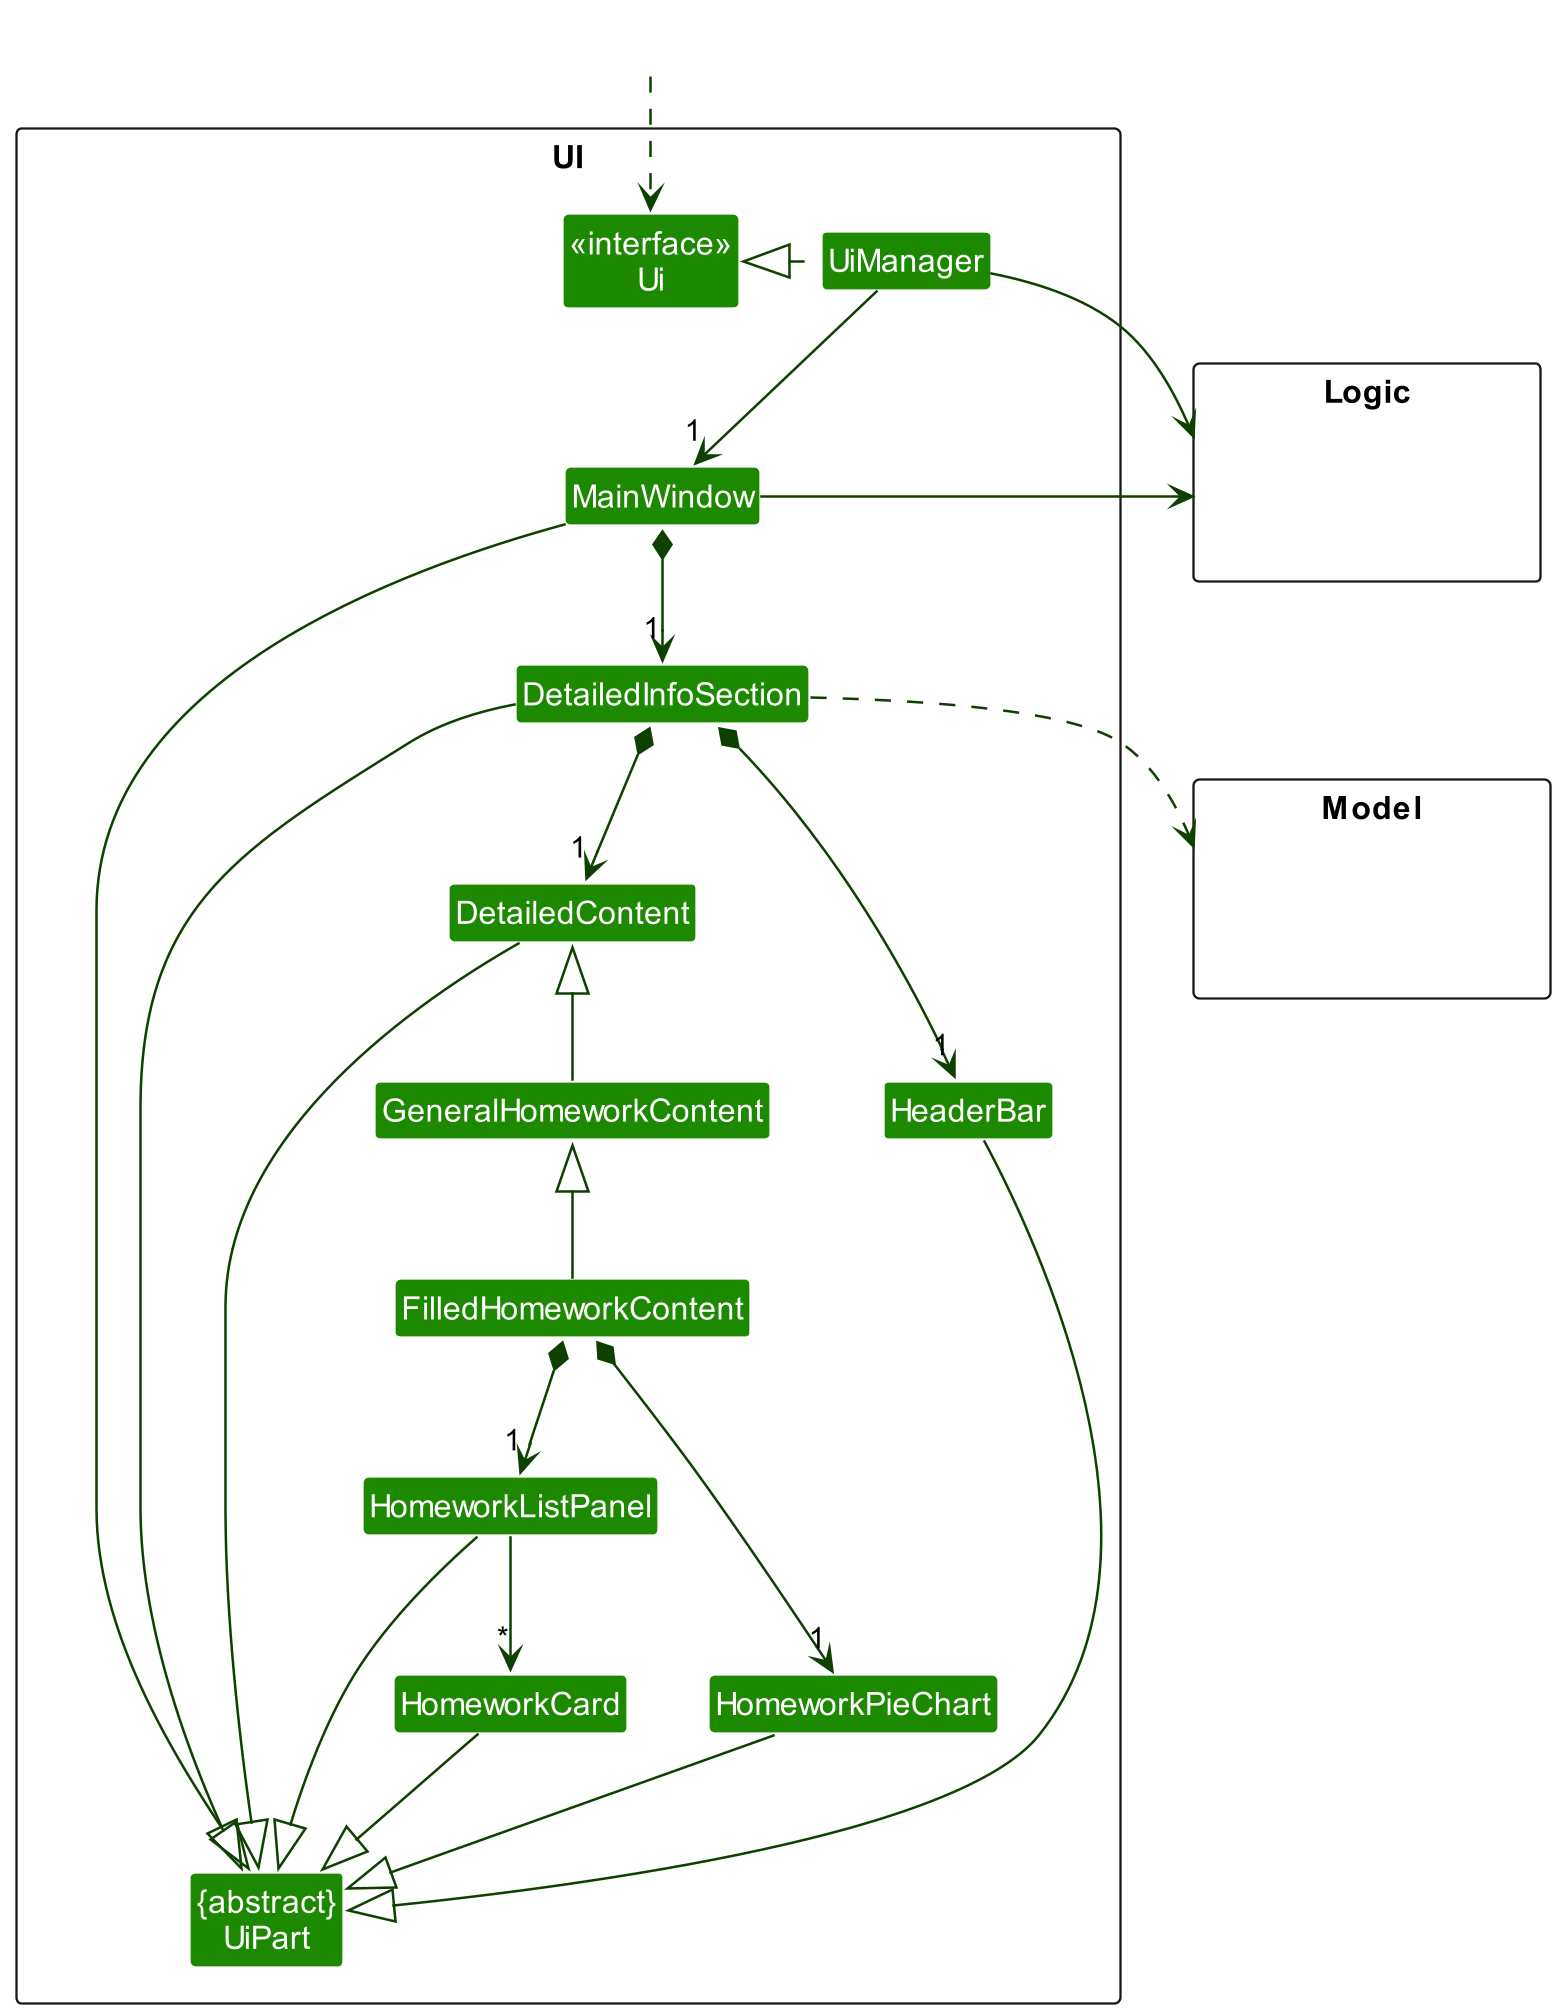 UI
«interface»
Ui
UiManager
Logic
1
MainWindow
1
DetailedInfoSection
Model
1
DetailedContent
1
GeneralHomeworkContent
HeaderBar
FilledHomeworkContent
1
HomeworkListPanel
*
1
HomeworkCard
HomeworkPieChart
{abstract}
UiPart